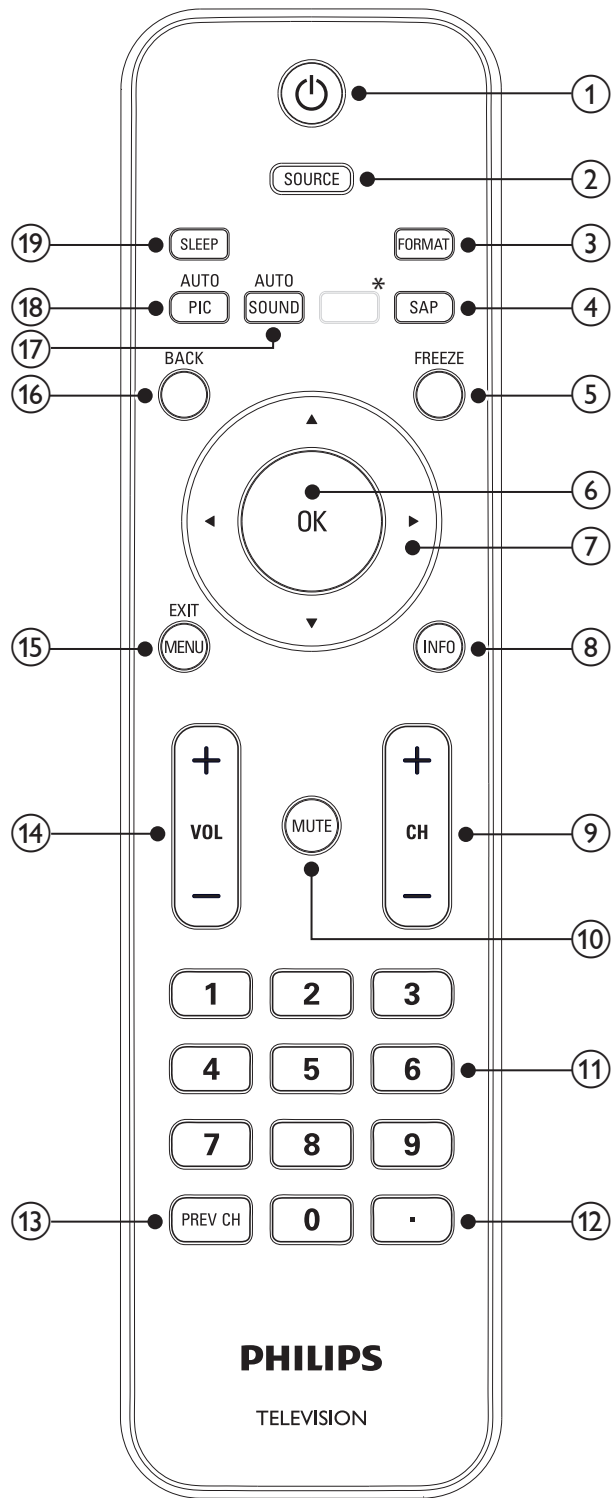 1
SOURCE
2
19
SLEEP
FORMAT
3
AUTO
AUTO
*
18
PIC
SOUND
SAP
4
17
BACK
FREEZE
16
5
6
OK
7
EXIT
15
MENU
INFO
8
+
+
14
VOL
MUTE
CH
9
−
−
10
1 2 3
4 5 6
11
7 8 9
13
PREV CH
0
.
12
PHILIPS
TELEVISION